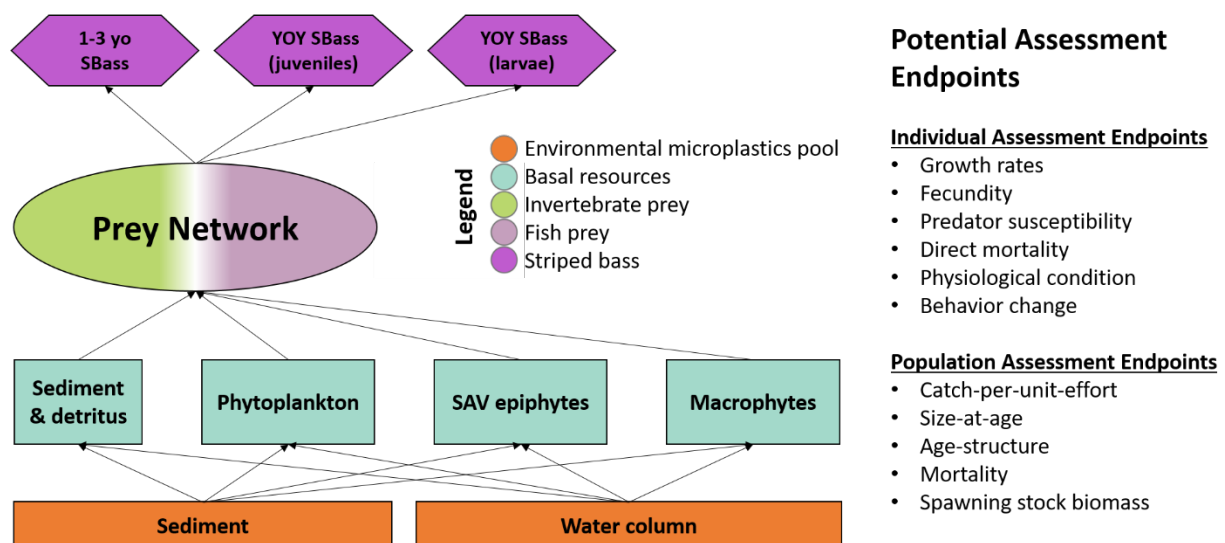 1-3 yo
SBass
YOY SBass
(juveniles)
YOY SBass
(larvae)
Prey Network
Legend
Environmental microplastics pool
Basal resources
Invertebrate prey
Fish prey
Striped bass
Sediment
& detritus
Phytoplankton
SAV epiphytes
Macrophytes
Sediment
Water column
Potential Assessment
Endpoints
Individual Assessment Endpoints
• Growth rates
• Fecundity
• Predator susceptibility
• Direct mortality
• Physiological condition
• Behavior change
Population Assessment Endpoints
• Catch-per-unit-effort
• Size-at-age
• Age-structure
• Mortality
• Spawning stock biomass